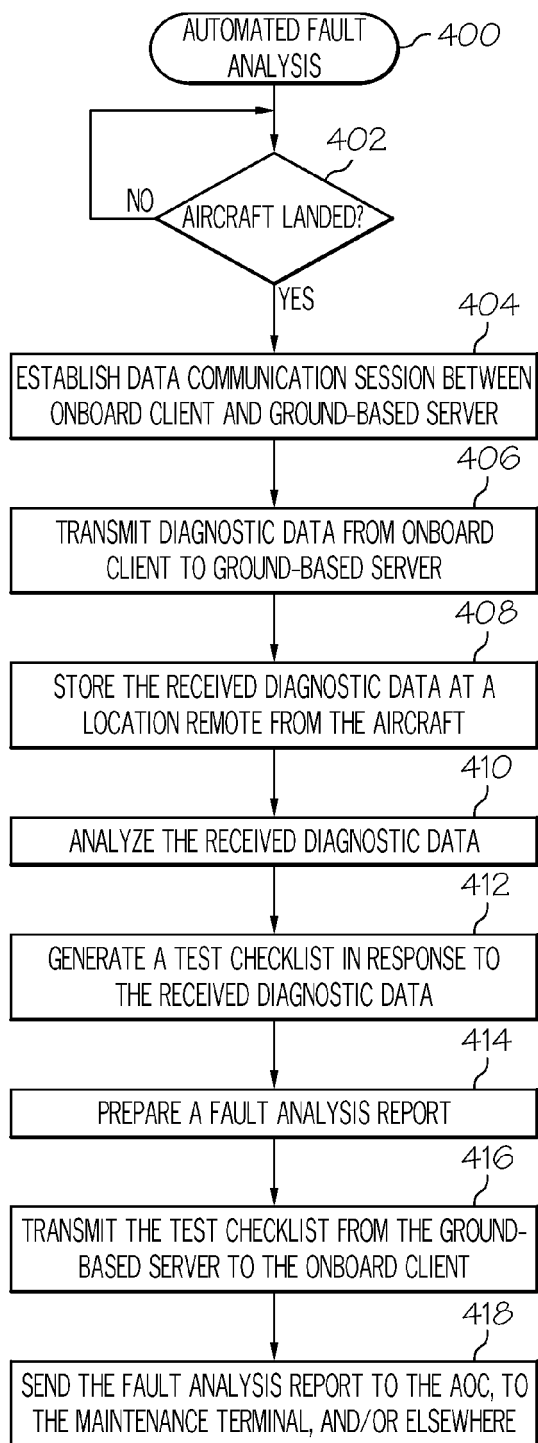 AUTOMATED FAULT
ANALYSIS
400
402
AIRCRAFT LANDED?
NO
YES
404
ESTABLISH DATA COMMUNICATION SESSION BETWEEN
ONBOARD CLIENT AND GROUND-BASED SERVER
406
TRANSMIT DIAGNOSTIC DATA FROM ONBOARD
CLIENT TO GROUND-BASED SERVER
408
STORE THE RECEIVED DIAGNOSTIC DATA AT A
LOCATION REMOTE FROM THE AIRCRAFT
410
ANALYZE THE RECEIVED DIAGNOSTIC DATA
412
GENERATE A TEST CHECKLIST IN RESPONSE TO
THE RECEIVED DIAGNOSTIC DATA
414
PREPARE A FAULT ANALYSIS REPORT
416
TRANSMIT THE TEST CHECKLIST FROM THE GROUND-
BASED SERVER TO THE ONBOARD CLIENT
418
SEND THE FAULT ANALYSIS REPORT TO THE AOC, TO
THE MAINTENANCE TERMINAL, AND/OR ELSEWHERE